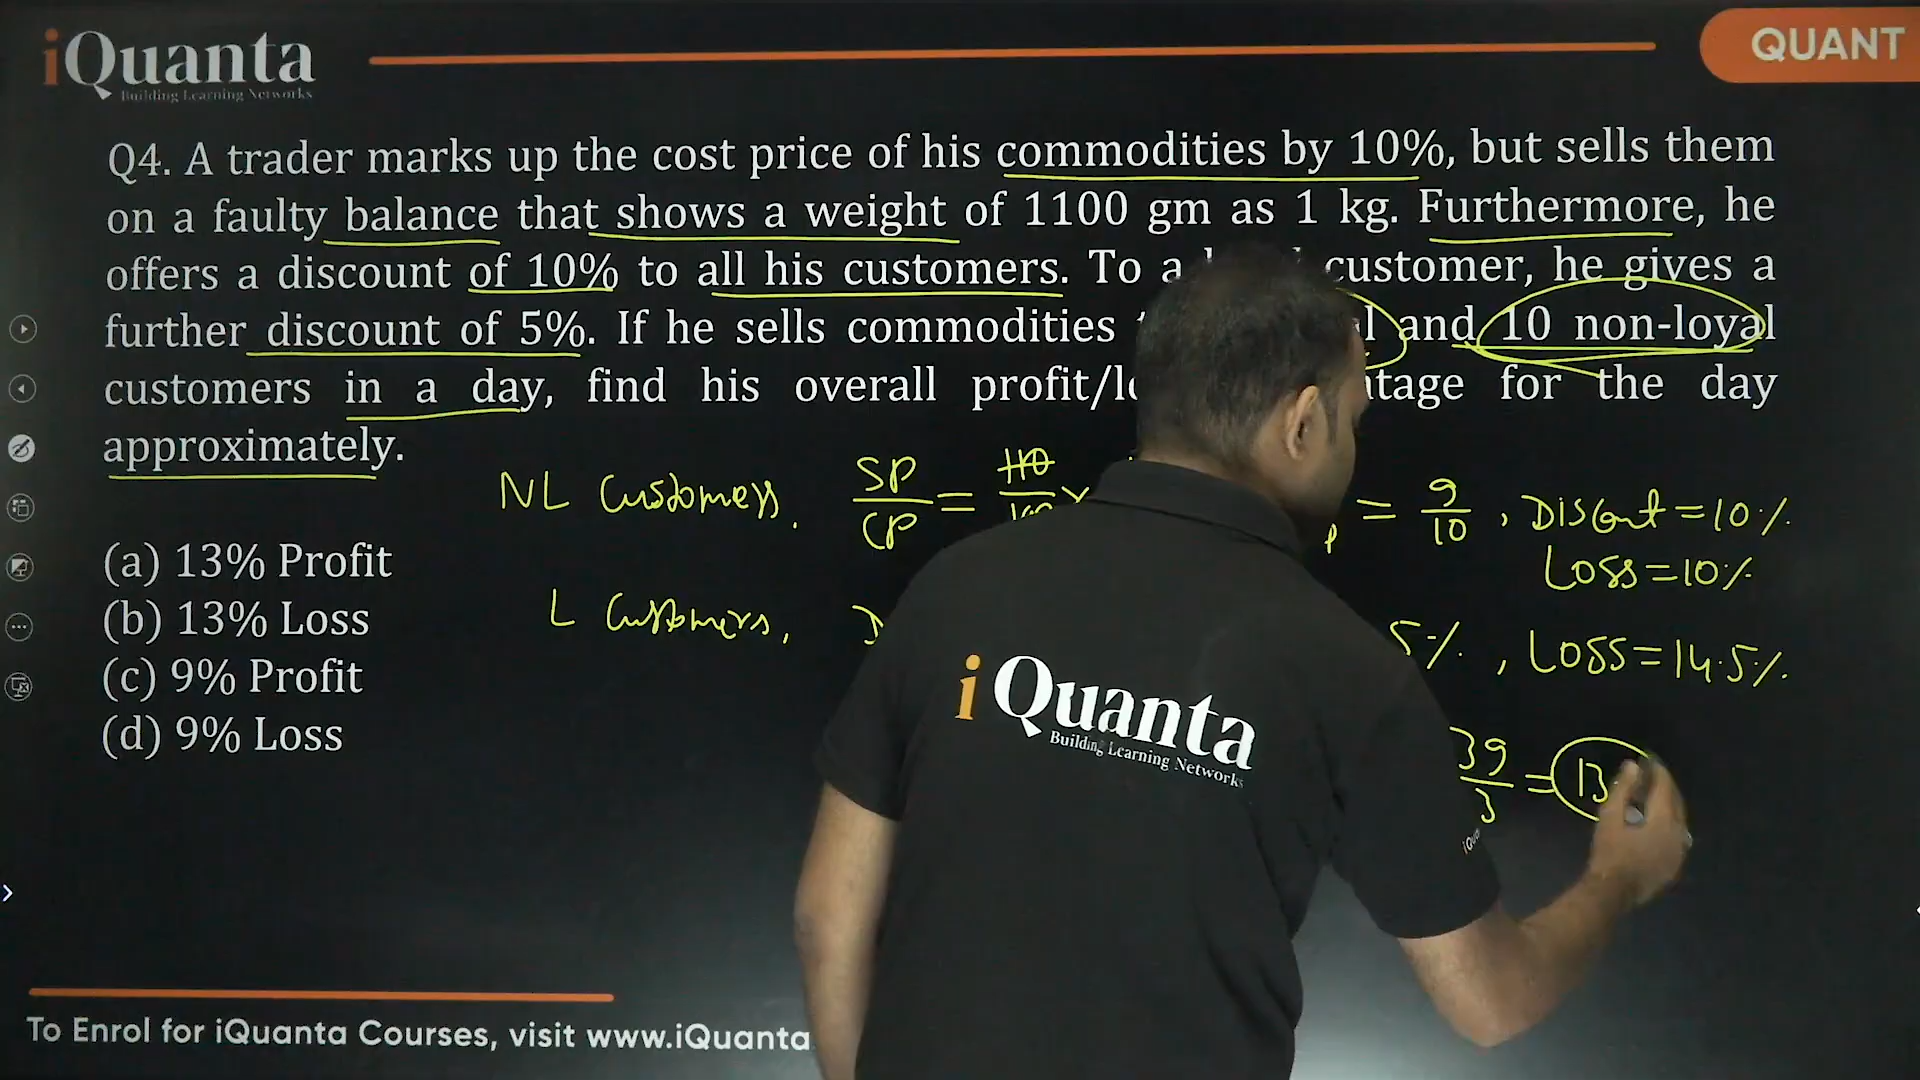 iQuanta
Building Learning Networks
QUANT
Q4. A trader marks up the cost price of his commodities by 10%, but sells them
on a faulty balance that shows a weight of 1100 gm as 1 kg. Furthermore, he
offers a discount of 10% to all his customers. To a customer, he gives a
further discount of 5%. If he sells commodities and 10 non-loyal
customers in a day, find his overall profit/ for the day
approximately.
NL Customers, SP/CP = 110 = 9/10, Discount = 10%
Loss = 10%
(a) 13% Profit
(b) 13% Loss
L Customers, 5%, Loss = 14.5%
(c) 9% Profit
(d) 9% Loss
39/3 = 13
iQuanta
Building Learning Networks
To Enrol for iQuanta Courses, visit www.iQuanta